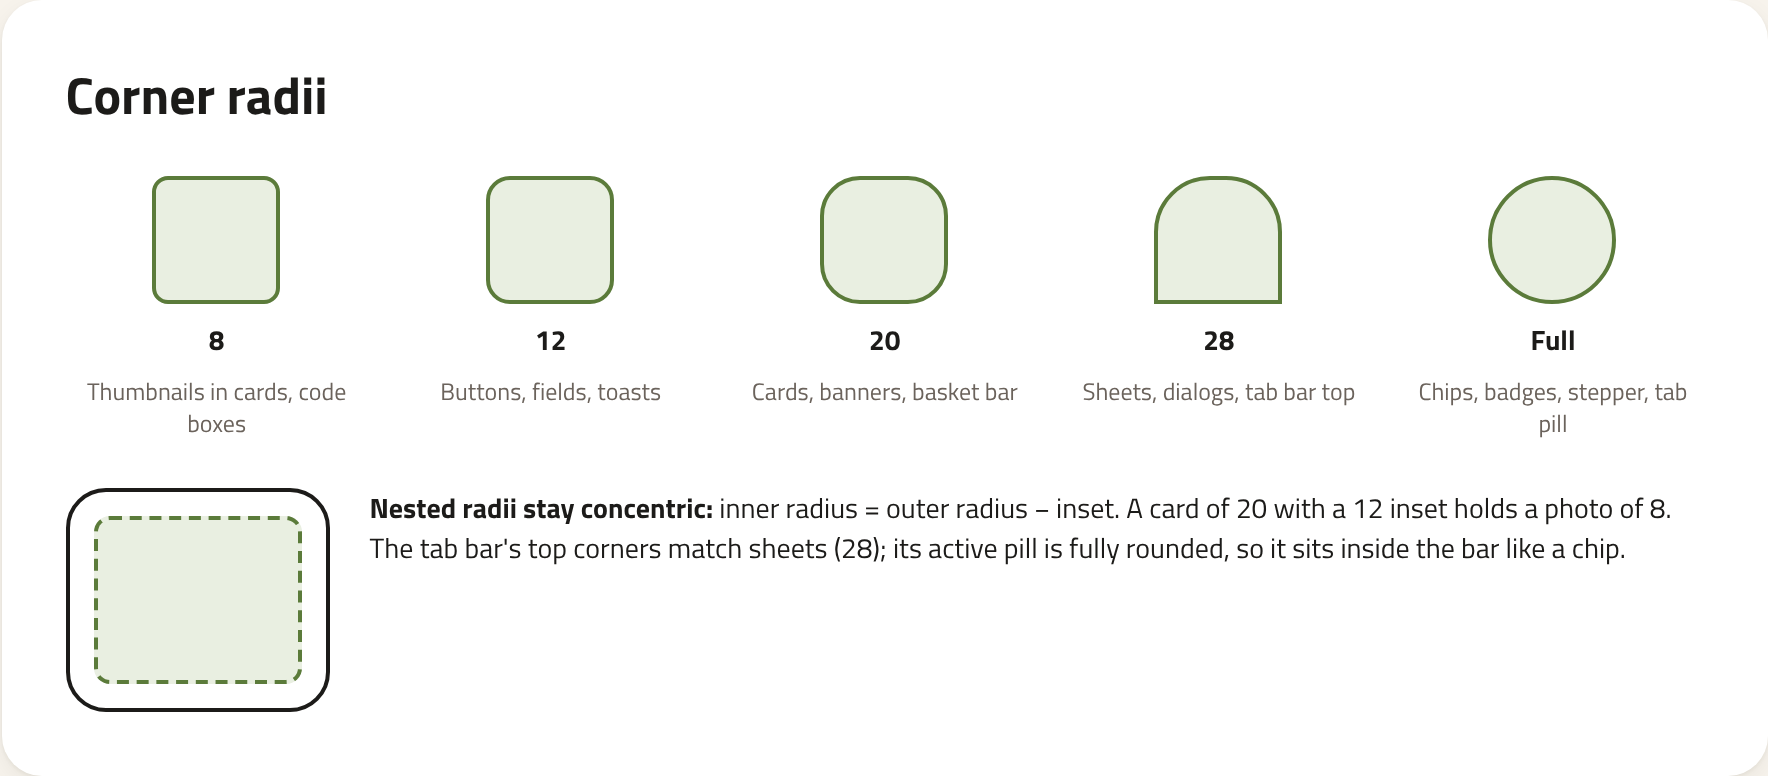 Corner radii
8
12
20
28
Full
Thumbnails in cards, code
boxes
Buttons, fields, toasts
Cards, banners, basket bar
Sheets, dialogs, tab bar top
Chips, badges, stepper, tab
pill
Nested radii stay concentric: inner radius = outer radius − inset. A card of 20 with a 12 inset holds a photo of 8.
The tab bar's top corners match sheets (28); its active pill is fully rounded, so it sits inside the bar like a chip.